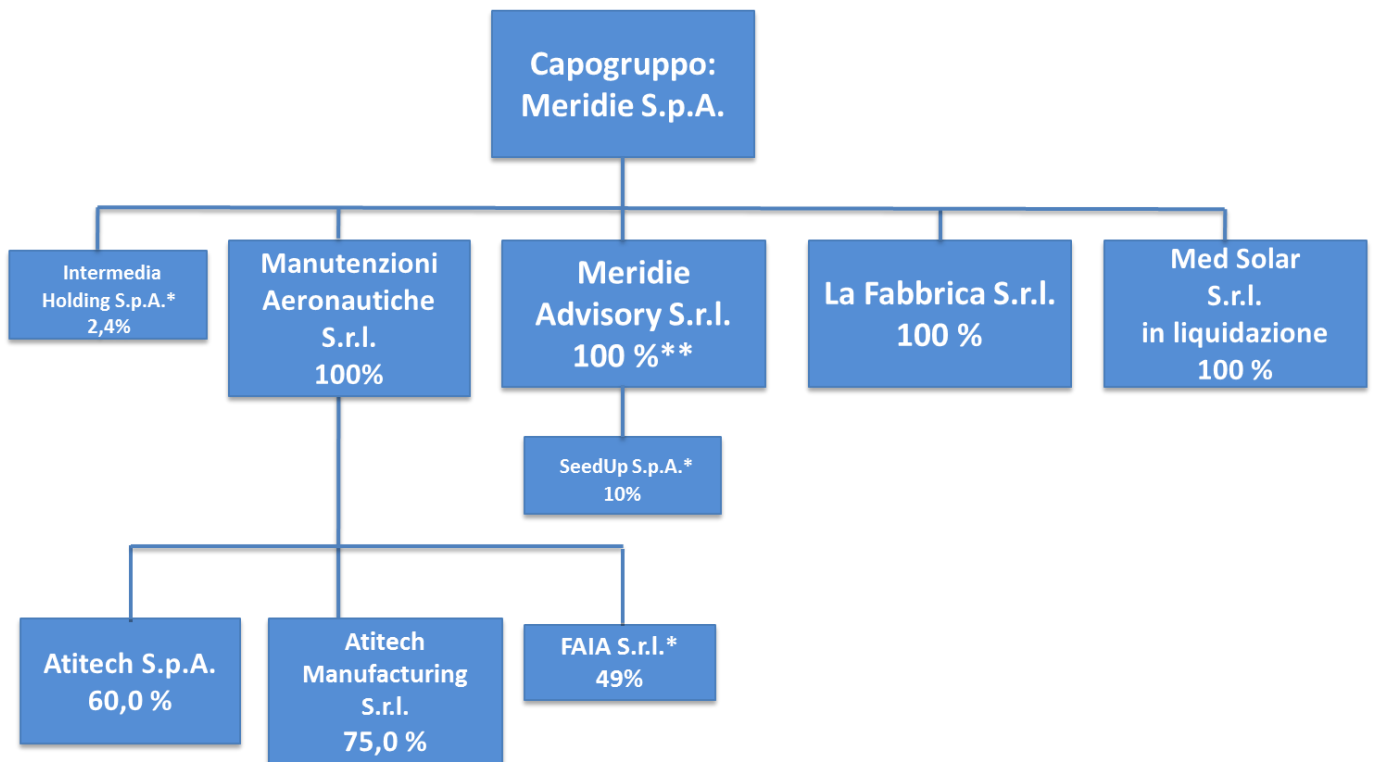 Capogruppo:
Meridie S.p.A.
Intermedia
Holding S.p.A.*
2,4%
Manutenzioni
Aeronautiche
S.r.l.
100%
Meridie
Advisory S.r.l.
100 %**
La Fabbrica S.r.l.
100 %
Med Solar
S.r.l.
in liquidazione
100 %
SeedUp S.p.A.*
10%
Atitech S.p.A.
60,0 %
Atitech
Manufacturing
S.r.l.
75,0 %
FAIA S.r.l.*
49%